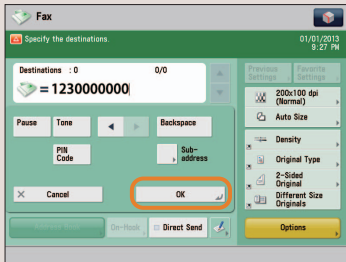 Fax
Specify the destinations.
01/01/2013
9:27 PM
Destinations : 0
0/0
= 1230000000
Previous Settings
Favorite Settings
200x100 dpi
(Normal)
Auto Size
Pause
Tone
Backspace
PIN
Code
Sub-
address
Density
Original Type
2-Sided
Original
Different Size
Originals
Cancel
OK
Address Book
On-Hook
Direct Send
Options